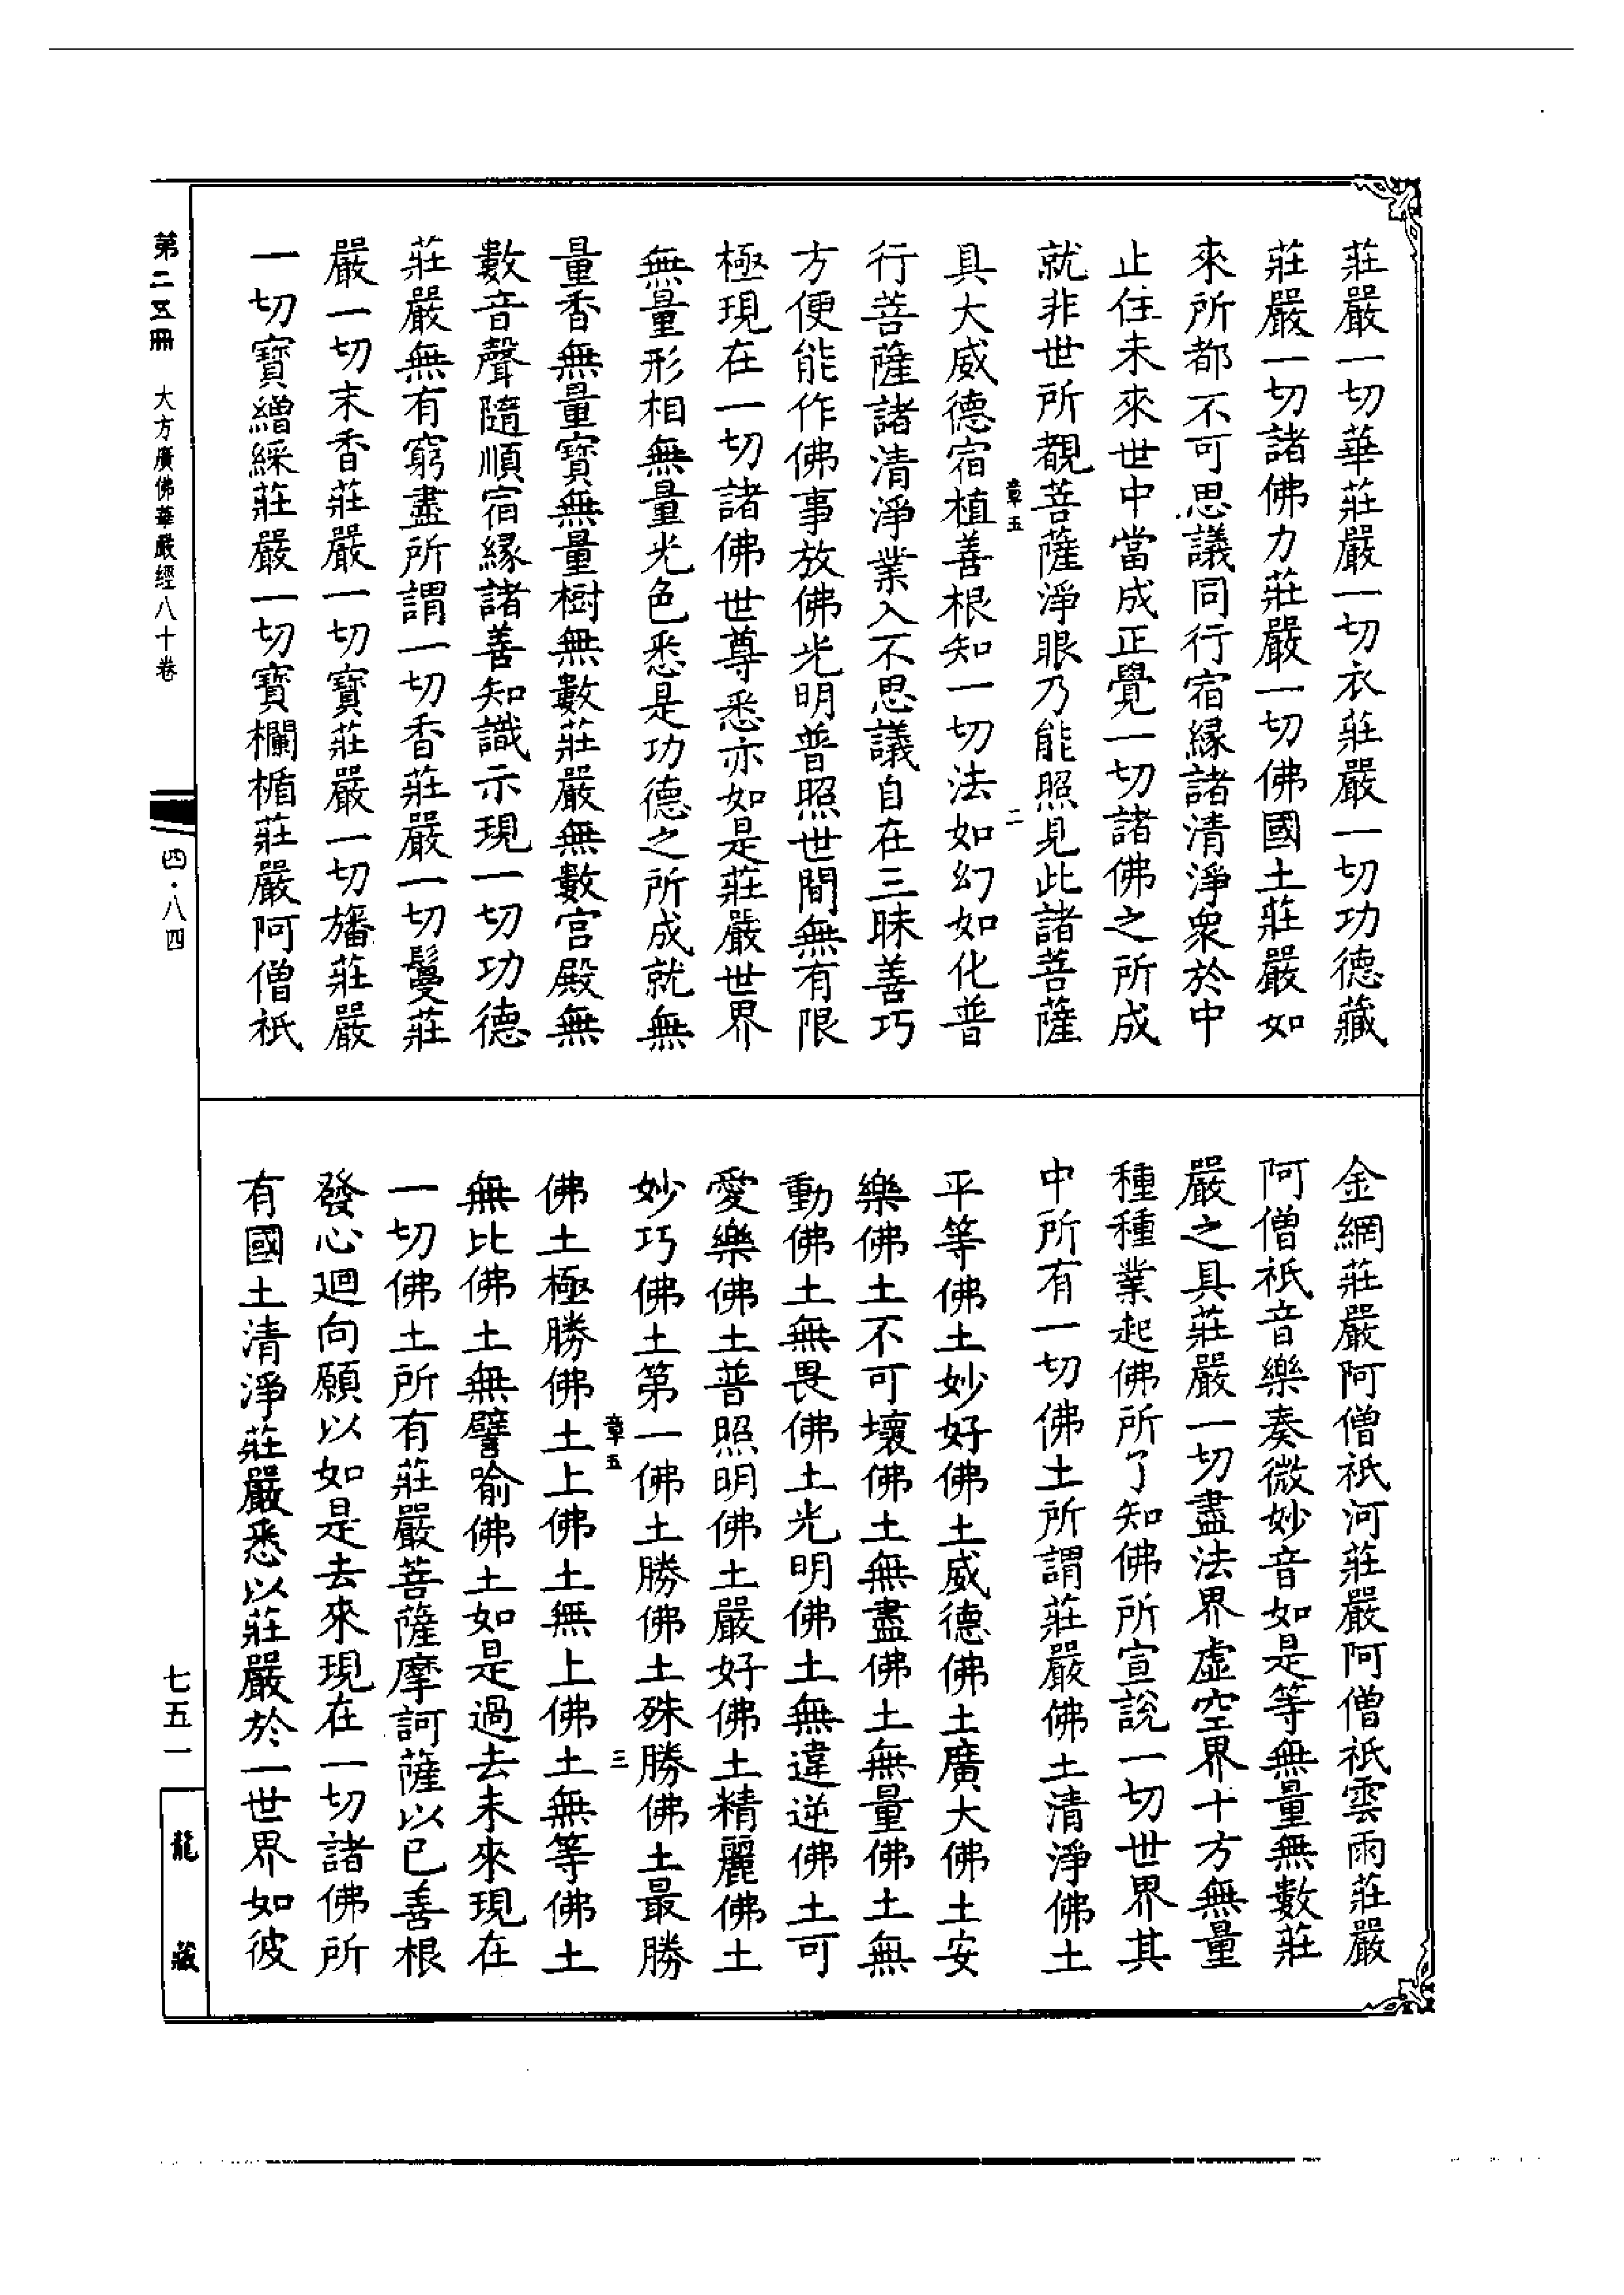 莊嚴一切華莊嚴一切衣莊嚴一切功德藏
莊嚴一切諸佛力莊嚴一切佛國土莊嚴如
來所都不可思議同行宿緣諸清淨衆於中
止住未來世中當成正覺一切諸佛之所成
就非世所覩菩薩淨眼乃能照見此諸菩薩
章五
二
具大威德宿植善根知一切法如幻如化普
行菩薩諸清淨業入不思議自在三昧善巧
方便能作佛事放佛光明普照世間無有限
極現在一切諸佛世尊悉亦如是莊嚴世界
無量形相無量光色悉是功德之所成就無
量香無量寶無量樹無數莊嚴無數宮殿無
數音聲隨順宿緣諸善知識示現一切功德
莊嚴無有窮盡所謂一切香莊嚴一切鬘莊
嚴一切末香莊嚴一切寶莊嚴一切旛莊嚴
一切寶繒綵莊嚴一切寶欄楯莊嚴阿僧祇
金網莊嚴阿僧祇河莊嚴阿僧祇雲雨莊嚴
阿僧祇音樂奏微妙音如是等無量無數莊
嚴之具莊嚴一切盡法界虛空界十方無量
種種業起佛所了知佛所宣說一切世界其
中所有一切佛土所謂莊嚴佛土清淨佛土
平等佛土妙好佛土威德佛土廣大佛土安
樂佛土不可壞佛土無盡佛土無量佛土無
動佛土無畏佛土光明佛土無違逆佛土可
愛樂佛土普照明佛土嚴好佛土精麗佛土
妙巧佛土第一佛土勝佛土殊勝佛土最勝
章五
三
佛土極勝佛土上佛土無上佛土無等佛土
無比佛土無譬喻佛土如是過去未來現在
一切佛土所有莊嚴菩薩摩訶薩以已善根
發心迴向願以如是去來現在一切諸佛所
有國土清淨莊嚴悉以莊嚴於一世界如彼
第二五冊 大方廣佛華嚴經八十卷
四·八四
七五一
龍藏